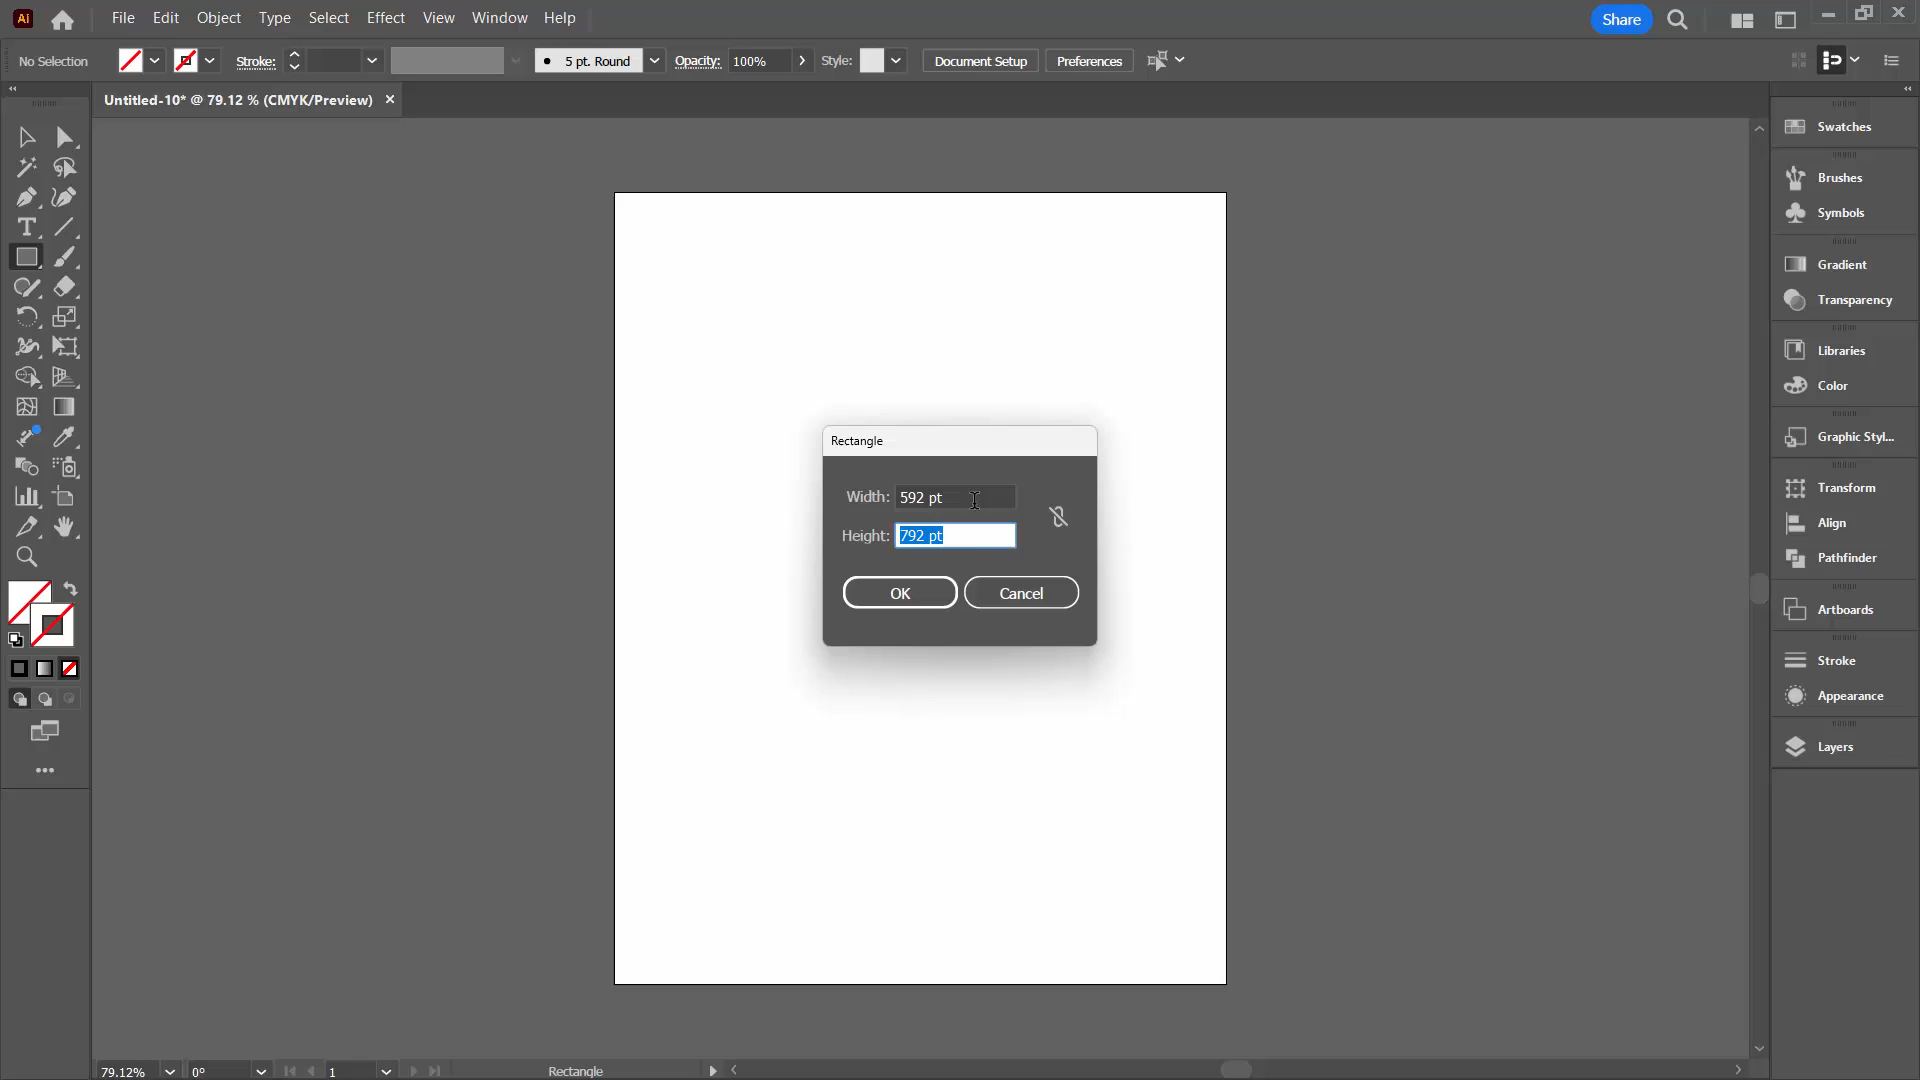 Ai File Edit Object Type Select Effect View Window Help Share
No Selection Stroke: 5 pt. Round Opacity: 100% Style: Document Setup Preferences
Untitled-10* @ 79.12 % (CMYK/Preview)
Swatches
Brushes
Symbols
Gradient
Transparency
Libraries
Color
Graphic Styl...
Transform
Align
Pathfinder
Artboards
Stroke
Appearance
Layers
Rectangle
Width: 592 pt
Height: 792 pt
OK Cancel
79.12% 0° 1 Rectangle